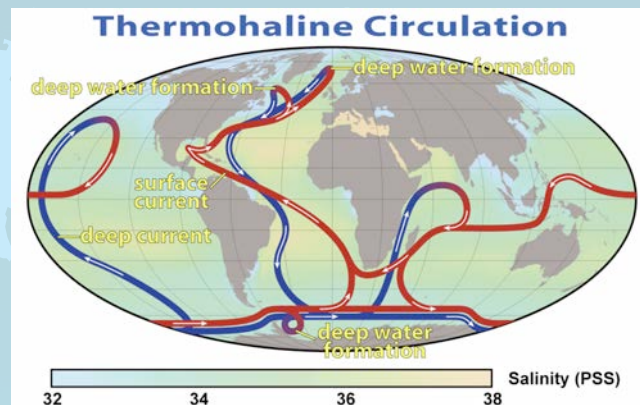 Thermohaline Circulation
deep water formation
deep water formation
surface
current
deep current
deep water
formation
Salinity (PSS)
32 34 36 38